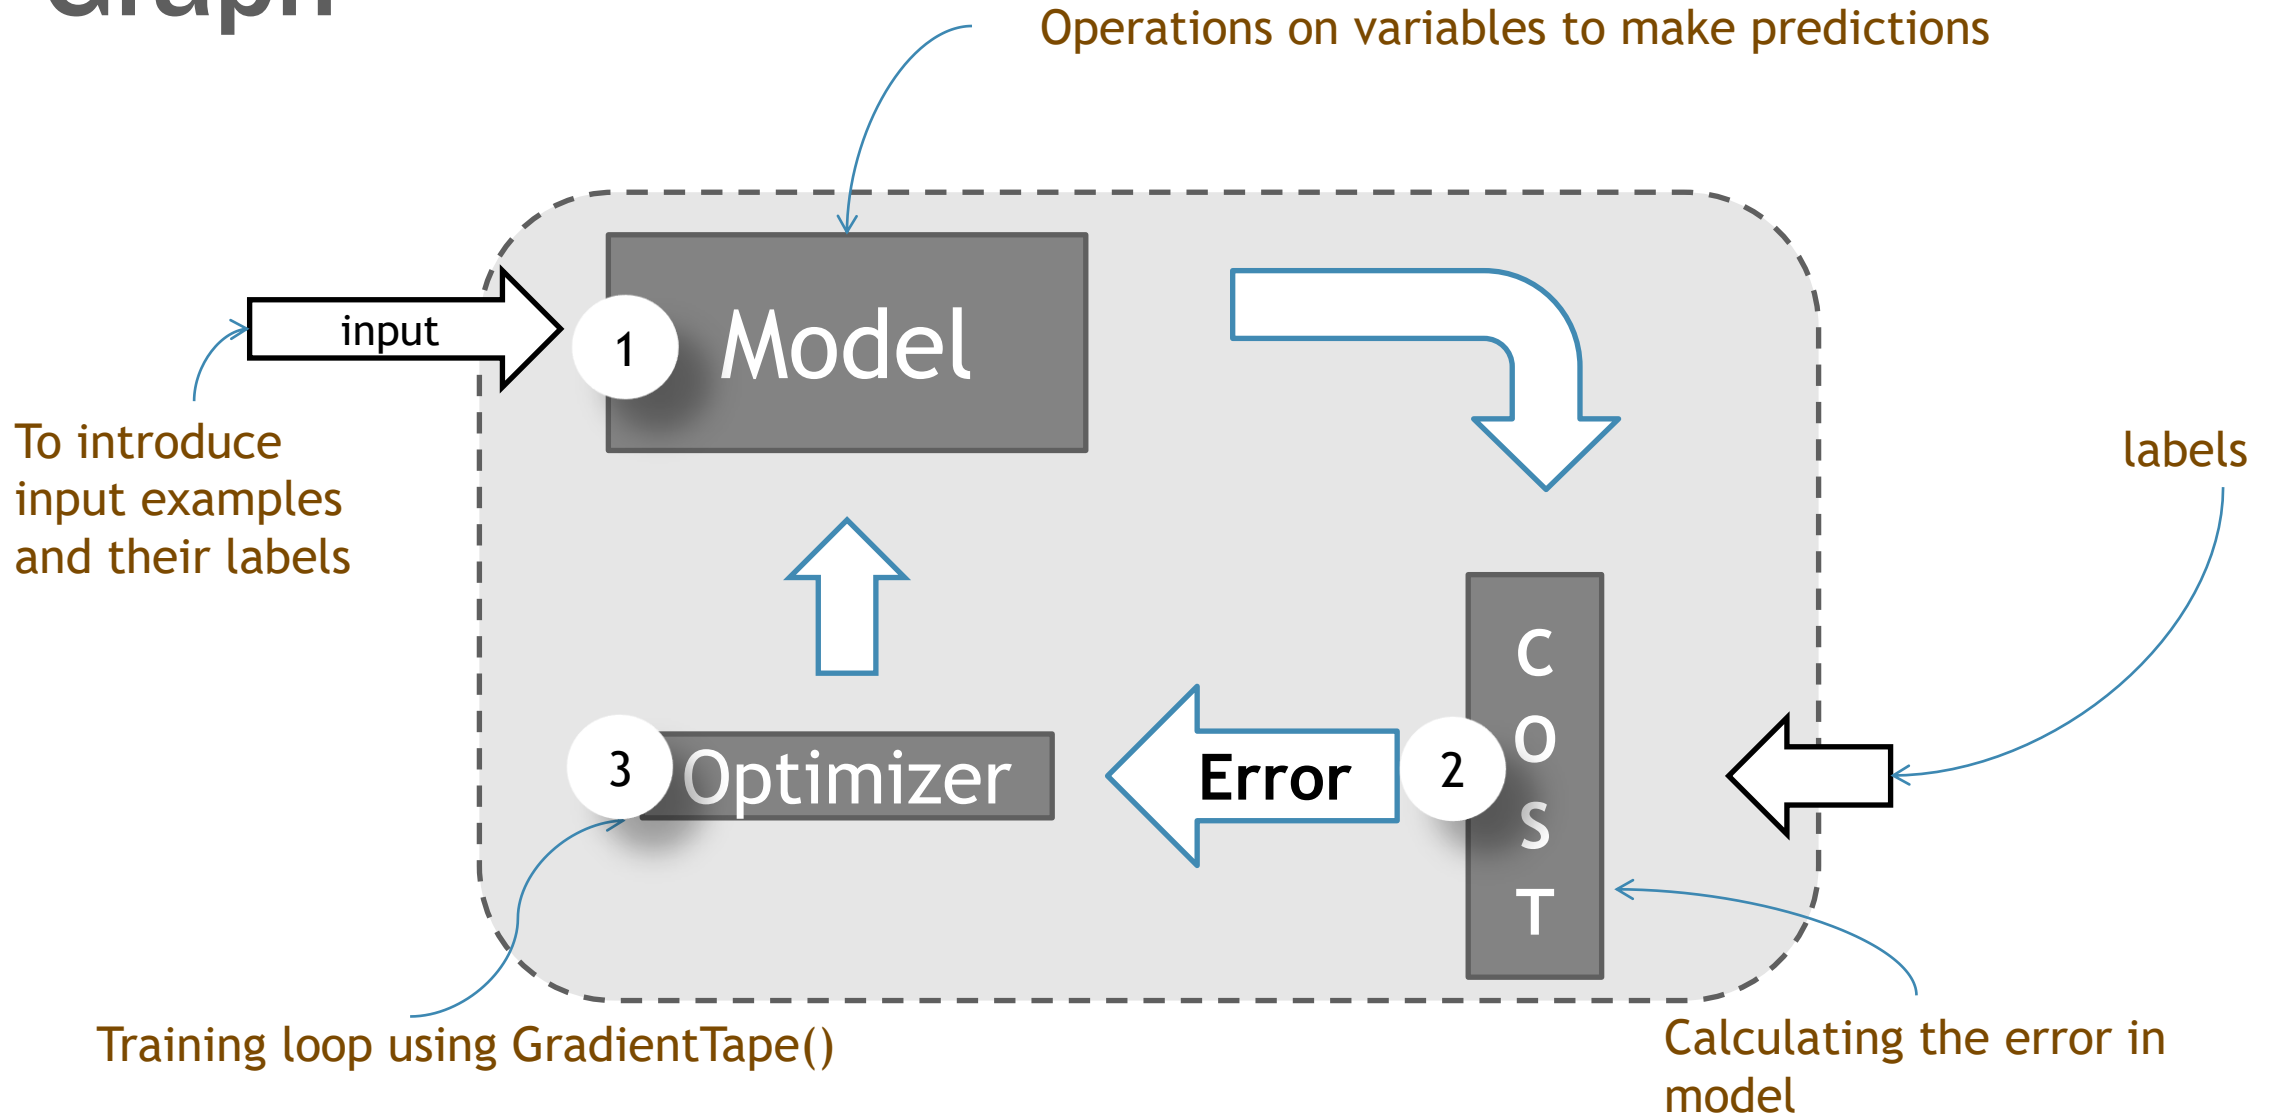 Graph
Operations on variables to make predictions
input
1
Model
To introduce
input examples
and their labels
labels
C
O
S
T
3
Optimizer
Error
2
Training loop using GradientTape()
Calculating the error in
model